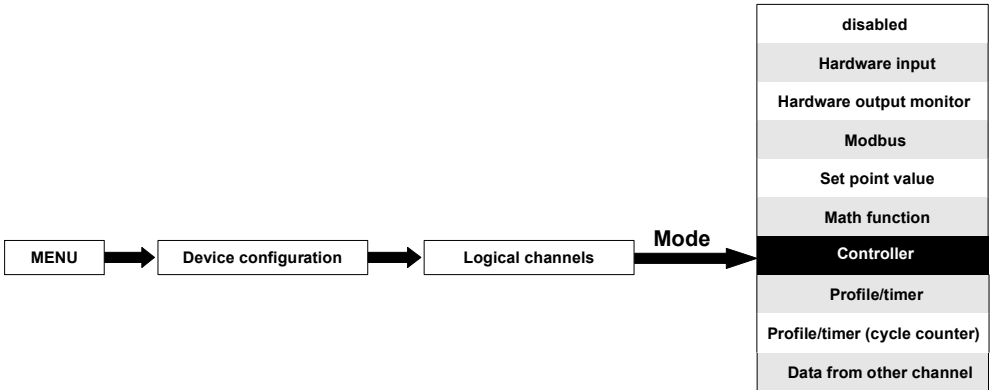 disabled
Hardware input
Hardware output monitor
Modbus
Set point value
Math function
MENU
Device configuration
Logical channels
Mode
Controller
Profile/timer
Profile/timer (cycle counter)
Data from other channel